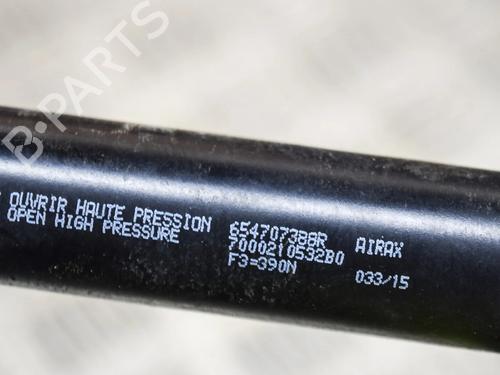 OUVRIR HAUTE PRESSION 654707388R AIRAX
OPEN HIGH PRESSURE 7000210532B0
F3=390N 033/15
B-PARTS